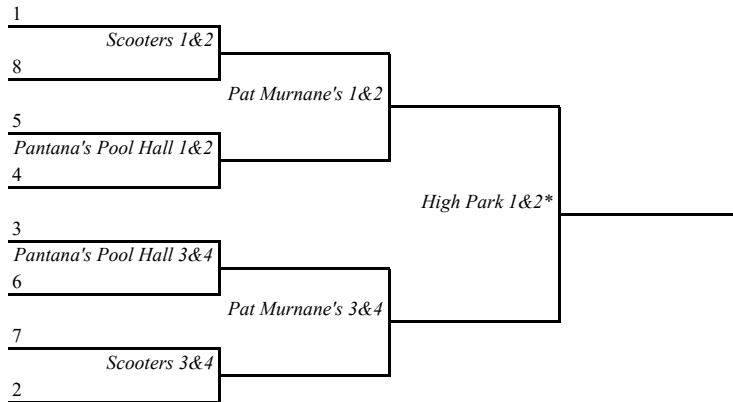 1
Scooters 1&2
8
Pat Murnane's 1&2
5
Pantana's Pool Hall 1&2
4
High Park 1&2*
3
Pantana's Pool Hall 3&4
6
Pat Murnane's 3&4
7
Scooters 3&4
2